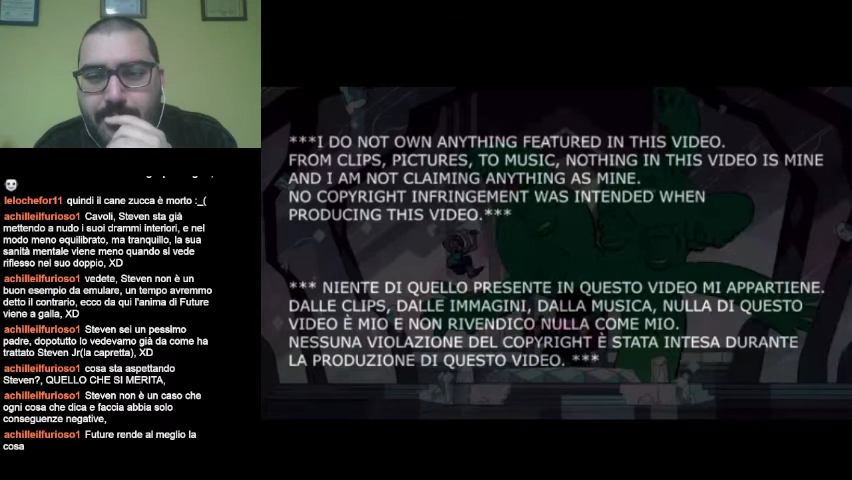 ***I DO NOT OWN ANYTHING FEATURED IN THIS VIDEO.
FROM CLIPS, PICTURES, TO MUSIC, NOTHING IN THIS VIDEO IS MINE
AND I AM NOT CLAIMING ANYTHING AS MINE.
NO COPYRIGHT INFRINGEMENT WAS INTENDED WHEN
PRODUCING THIS VIDEO.***
*** NIENTE DI QUELLO PRESENTE IN QUESTO VIDEO MI APPARTIENE.
DALLE CLIPS, DALLE IMMAGINI, DALLA MUSICA, NULLA DI QUESTO
VIDEO È MIO E NON RIVENDICO NULLA COME MIO.
NESSUNA VIOLAZIONE DEL COPYRIGHT È STATA INTESA DURANTE
LA PRODUZIONE DI QUESTO VIDEO. ***
lelochefor11 quindi il cane zucca è morto :_(
achilleilfurioso1 Cavoli, Steven sta già
mettendo a nudo i suoi drammi interiori, e nel
modo meno equilibrato, ma tranquillo, la sua
sanità mentale viene meno quando si vede
riflesso nel suo doppio, XD
achilleilfurioso1 vedete, Steven non è un
buon esempio da emulare, un tempo avremmo
detto il contrario, ecco da qui l'anima di Future
viene a galla, XD
achilleilfurioso1 Steven sei un pessimo
padre, dopotutto lo vedevamo già da come ha
trattato Steven Jr(la capretta), XD
achilleilfurioso1 cosa sta aspettando
Steven?, QUELLO CHE SI MERITA,
achilleilfurioso1 Steven non è un caso che
ogni cosa che dica e faccia abbia solo
conseguenze negative,
achilleilfurioso1 Future rende al meglio la
cosa